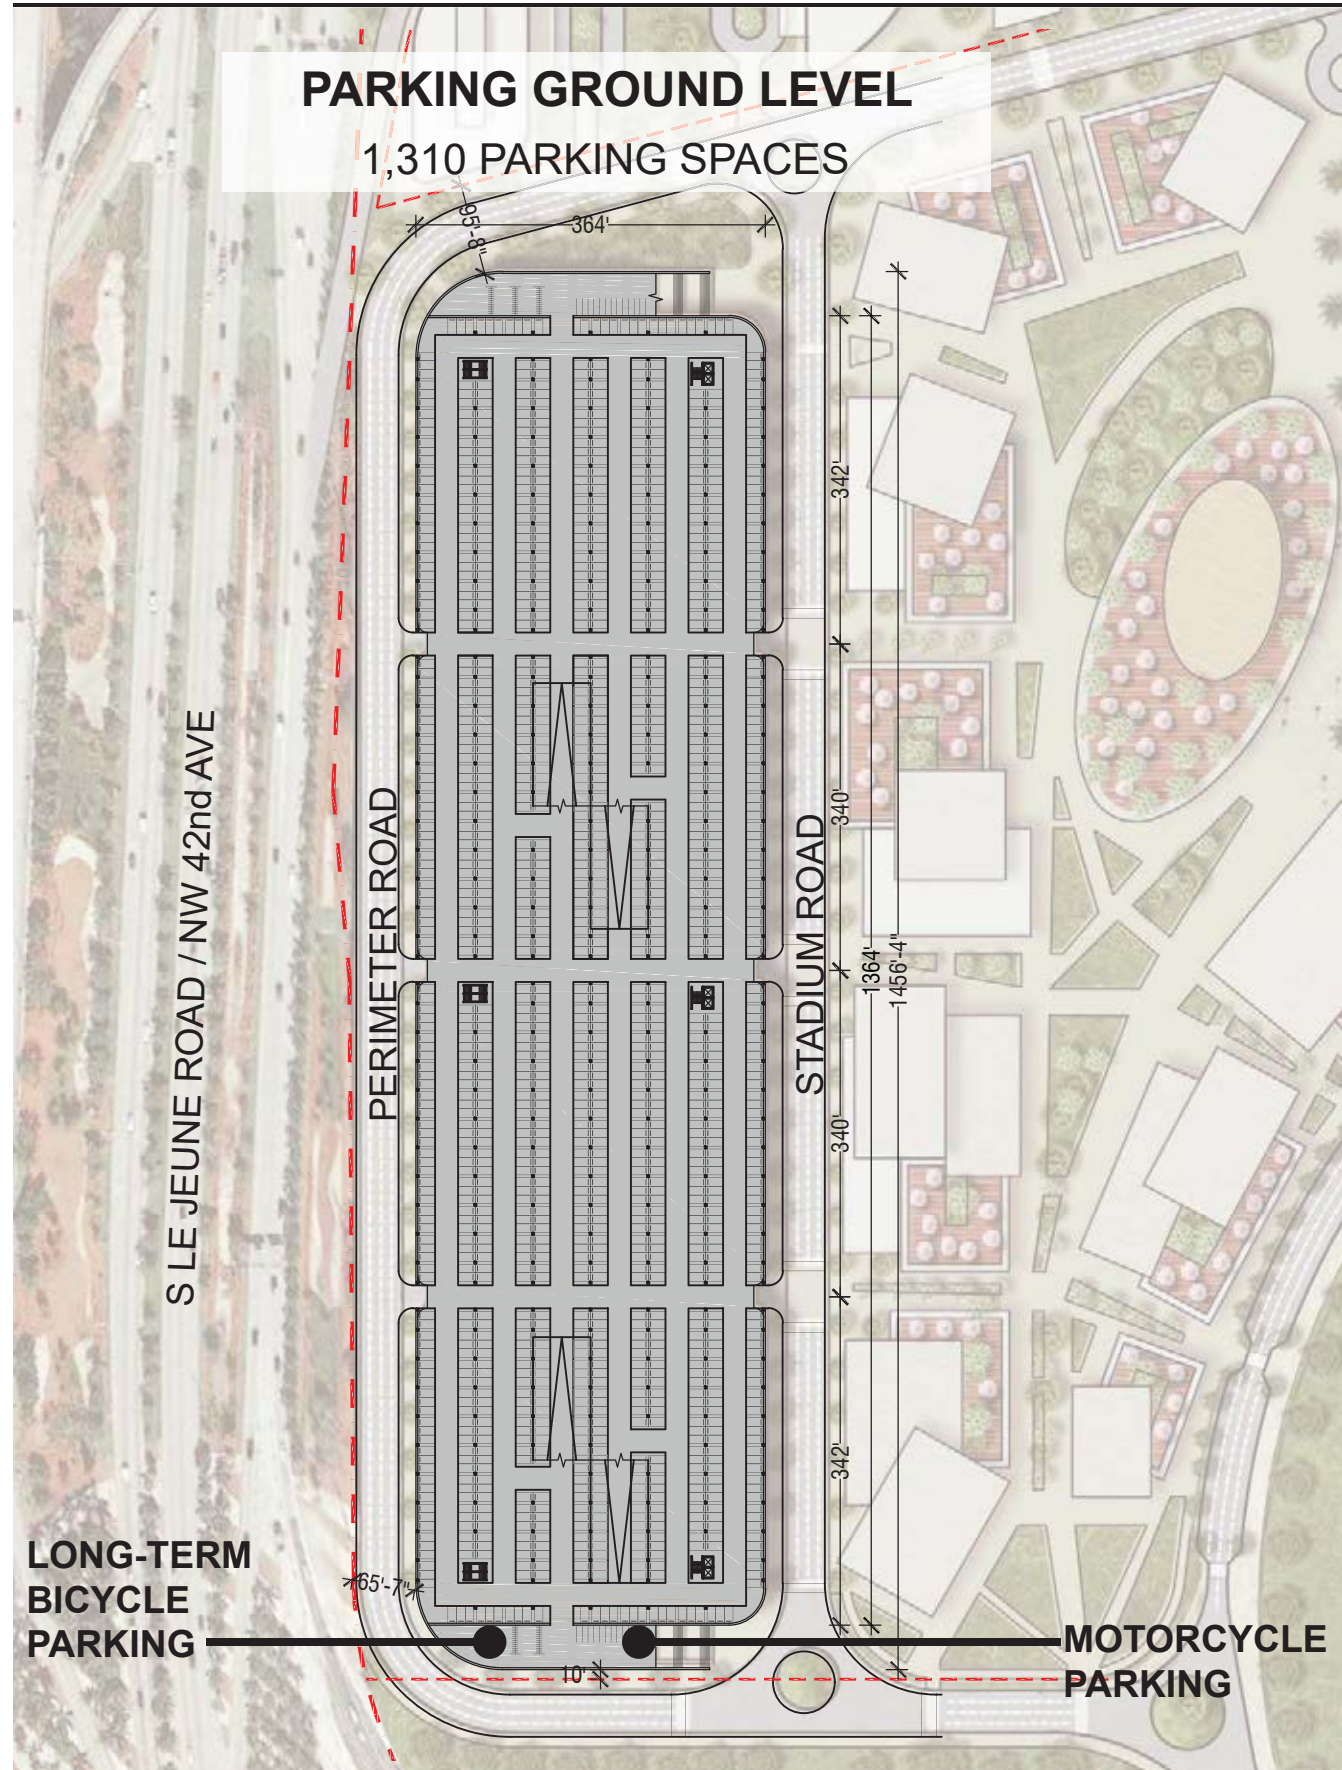 PARKING GROUND LEVEL
1,310 PARKING SPACES
95'-8"
364'
342'
340'
1364'
1456'-4"
340'
342'
S LE JEUNE ROAD / NW 42nd AVE
PERIMETER ROAD
STADIUM ROAD
LONG-TERM
BICYCLE
PARKING
65'-7"
10'
MOTORCYCLE
PARKING